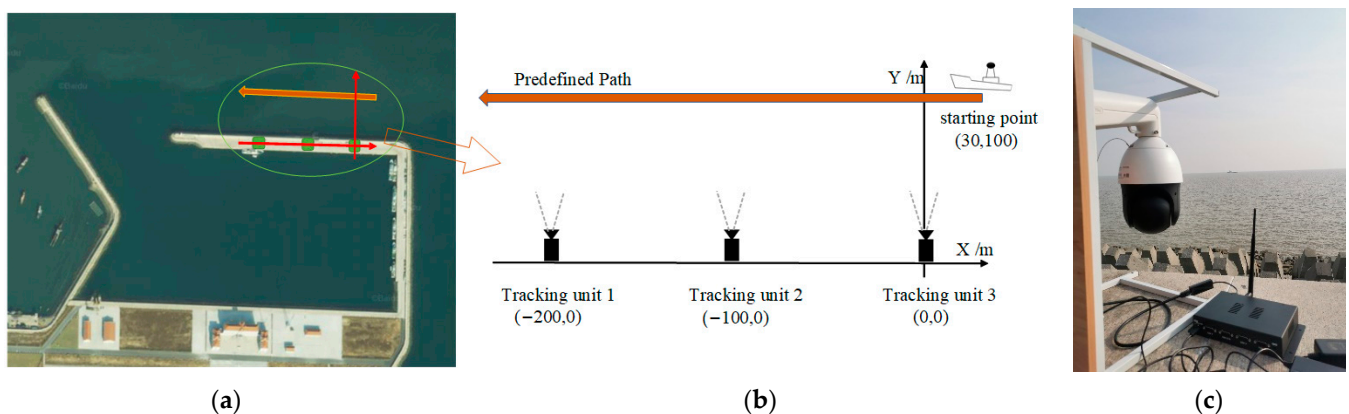 Predefined Path
Y /m
starting point
(30,100)
X /m
Tracking unit 1
(−200,0)
Tracking unit 2
(−100,0)
Tracking unit 3
(0,0)
(a)
(b)
(c)